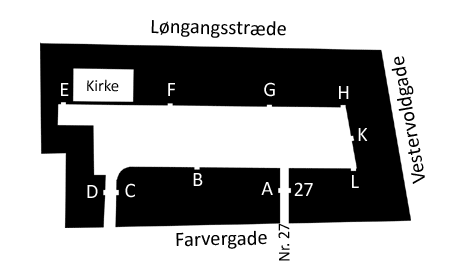 Løngangsstræde
Kirke
E
F
G
H
Vestervoldgade
K
L
D
C
B
A
27
Farvergade
Nr. 27